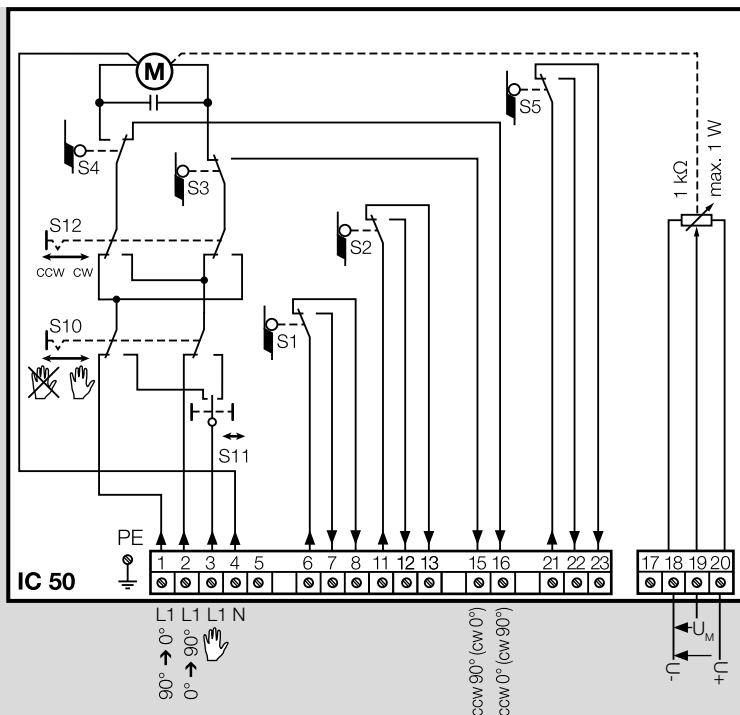 M
S5
S4
S3
1 kΩ
max. 1 W
S12
ccw cw
S2
S10
S1
S11
PE
1 2 3 4 5 6 7 8 11 12 13 15 16 21 22 23 17 18 19 20
IC 50
L1 L1 L1 N
90° ➔ 0°
0° ➔ 90°
ccw 90° (cw 0°)
ccw 0° (cw 90°)
UM
U-
U+